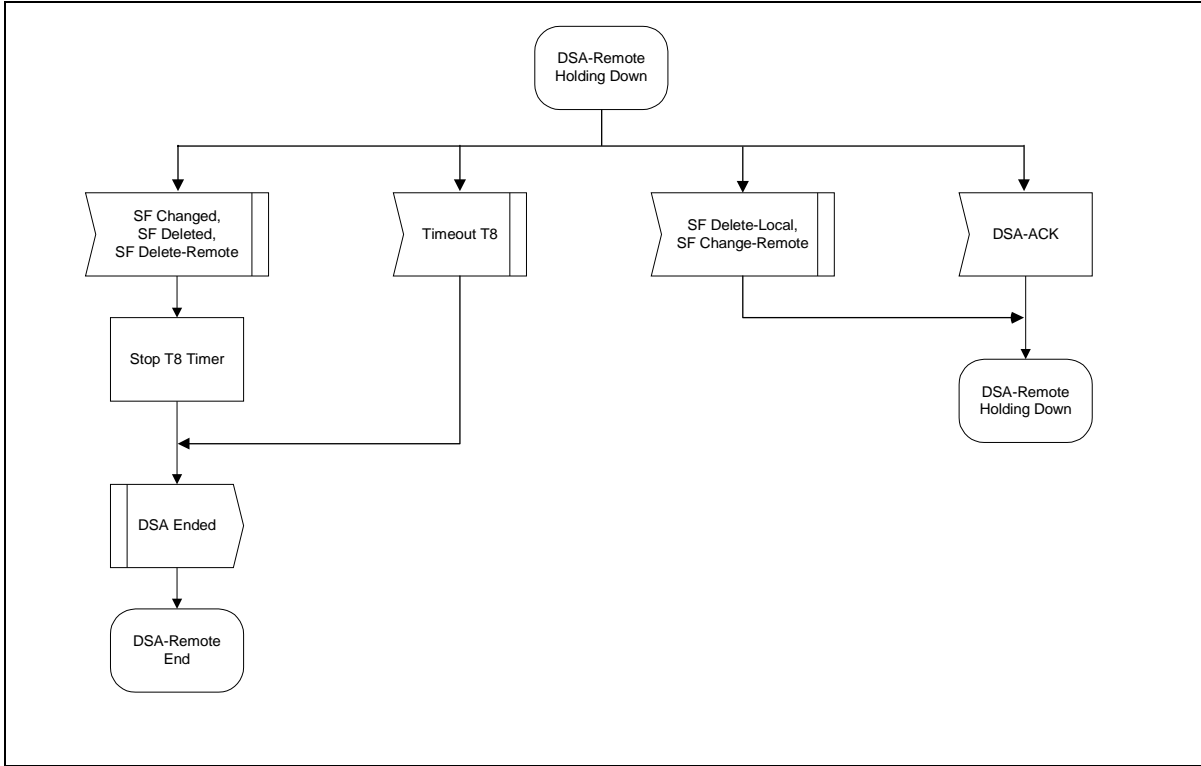 DSA-Remote
Holding Down
SF Changed,
SF Deleted,
SF Delete-Remote
Timeout T8
SF Delete-Local,
SF Change-Remote
DSA-ACK
Stop T8 Timer
DSA-Remote
Holding Down
DSA Ended
DSA-Remote
End